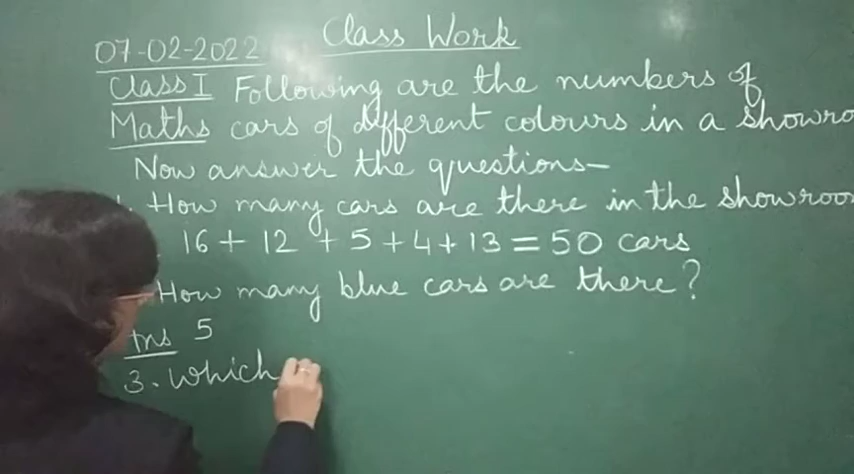 Class Work
07-02-2022
Class I Following are the numbers of
Maths cars of different colours in a showro
Now answer the questions—
1. How many cars are there in the showroom
16 + 12 + 5 + 4 + 13 = 50 cars
How many blue cars are there?
Ans 5
3. Which